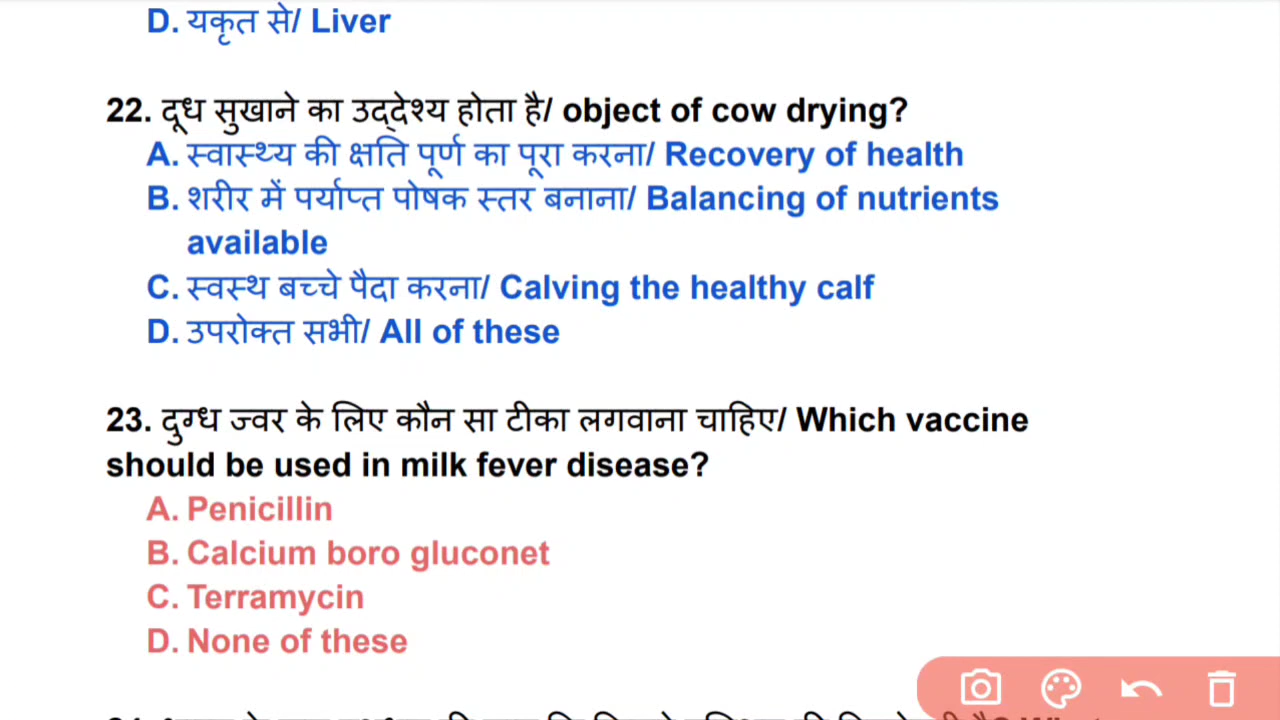 D. यकृत से/ Liver
22. दूध सुखाने का उद्देश्य होता है/ object of cow drying?
A. स्वास्थ्य की क्षति पूर्ण का पूरा करना/ Recovery of health
B. शरीर में पर्याप्त पोषक स्तर बनाना/ Balancing of nutrients
available
C. स्वस्थ बच्चे पैदा करना/ Calving the healthy calf
D. उपरोक्त सभी/ All of these
23. दुग्ध ज्वर के लिए कौन सा टीका लगवाना चाहिए/ Which vaccine
should be used in milk fever disease?
A. Penicillin
B. Calcium boro gluconet
C. Terramycin
D. None of these